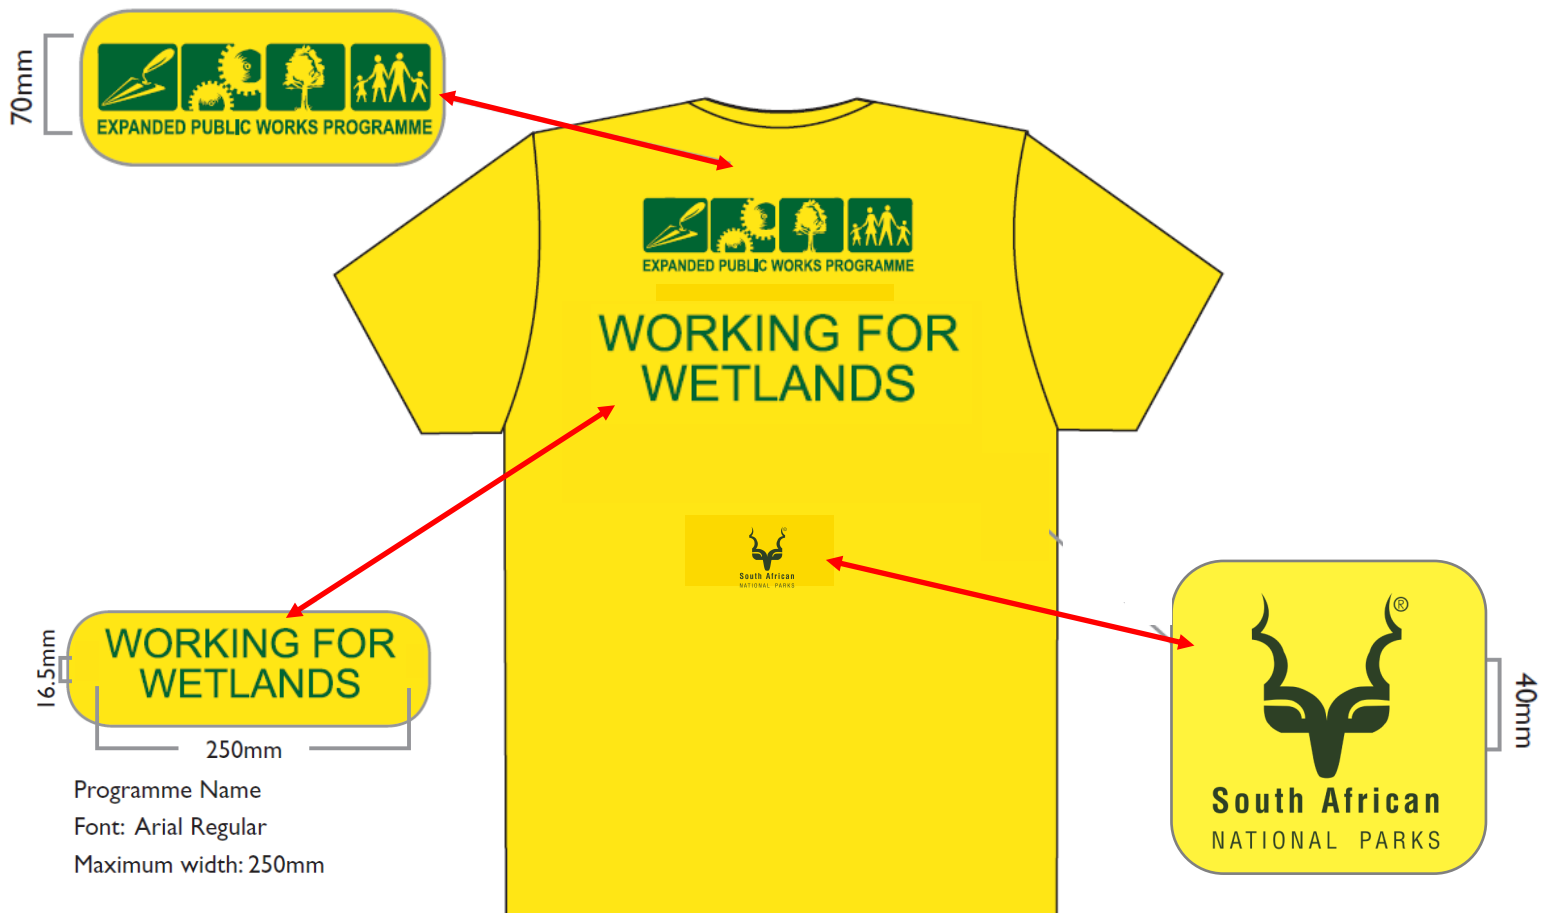 70mm
EXPANDED PUBLIC WORKS PROGRAMME
EXPANDED PUBLIC WORKS PROGRAMME
WORKING FOR
WETLANDS
®
South African
NATIONAL PARKS
16.5mm
WORKING FOR
WETLANDS
250mm
Programme Name
Font: Arial Regular
Maximum width: 250mm
®
South African
NATIONAL PARKS
40mm